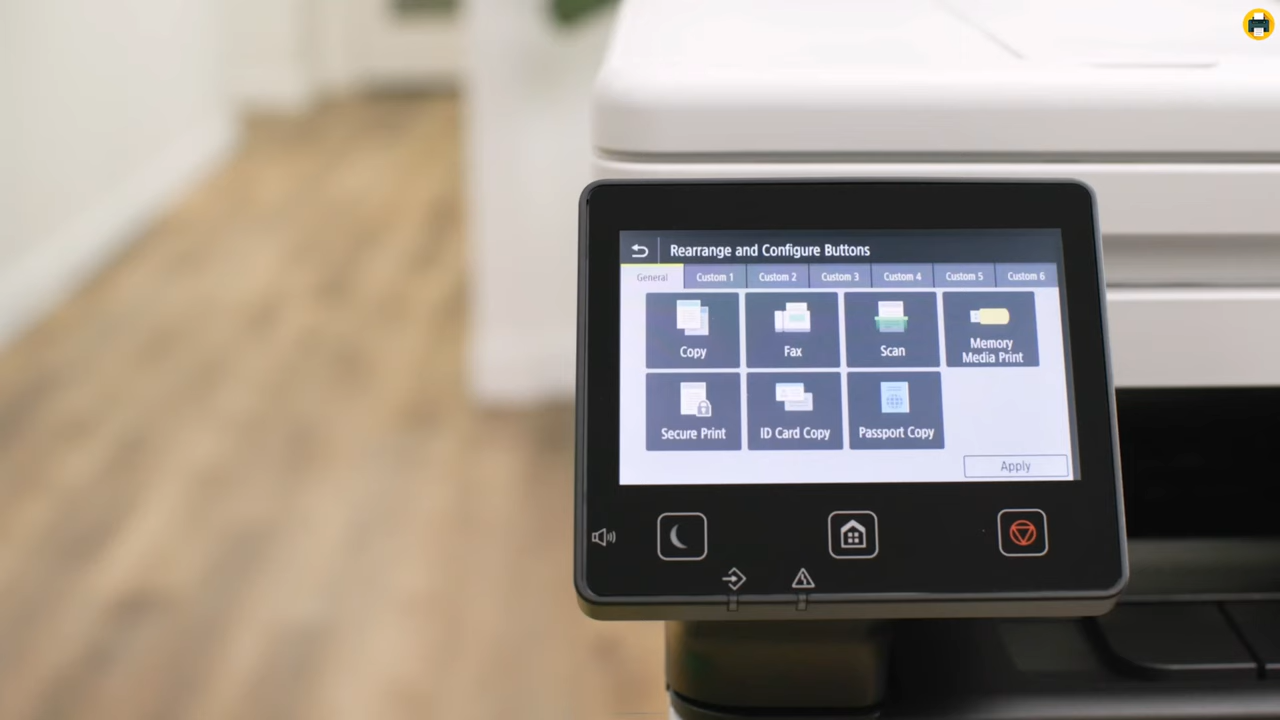 Rearrange and Configure Buttons
General Custom 1 Custom 2 Custom 3 Custom 4 Custom 5 Custom 6
Copy
Fax
Scan
Memory
Media Print
Secure Print
ID Card Copy
Passport Copy
Apply